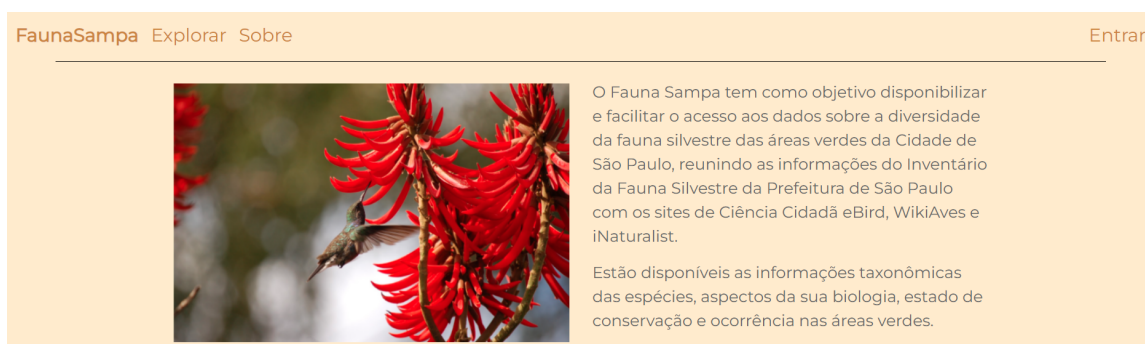 FaunaSampa Explorar Sobre Entrar
O Fauna Sampa tem como objetivo disponibilizar
e facilitar o acesso aos dados sobre a diversidade
da fauna silvestre das áreas verdes da Cidade de
São Paulo, reunindo as informações do Inventário
da Fauna Silvestre da Prefeitura de São Paulo
com os sites de Ciência Cidadã eBird, WikiAves e
iNaturalist.
Estão disponíveis as informações taxonômicas
das espécies, aspectos da sua biologia, estado de
conservação e ocorrência nas áreas verdes.